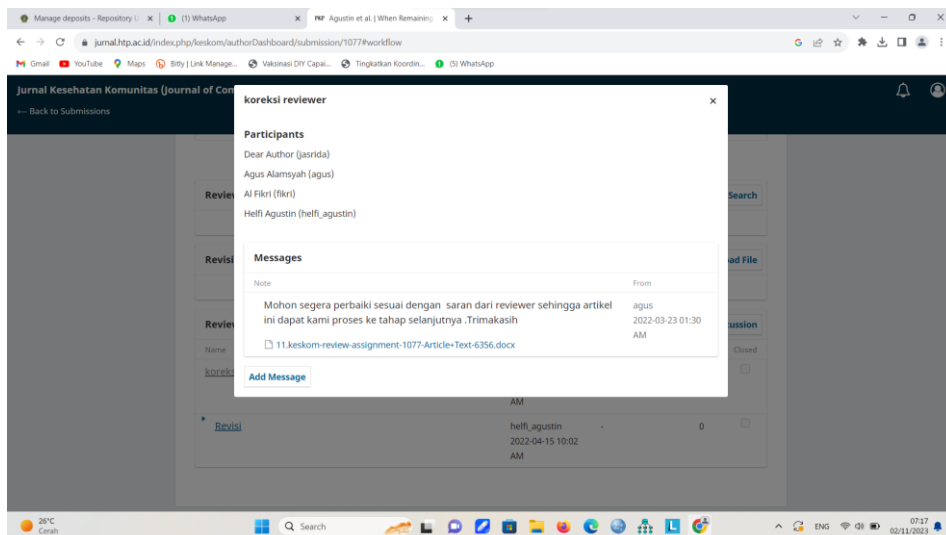 Manage deposits - Repository U
(1) WhatsApp
PKP Agustin et al. | When Remaining
jurnal.htp.ac.id/index.php/keskom/authorDashboard/submission/1077#workflow
Gmail
YouTube
Maps
Bitly | Link Manage...
Vaksinasi DIY Capai...
Tingkatkan Koordin...
(5) WhatsApp
Jurnal Kesehatan Komunitas (Journal of Con
← Back to Submissions
koreksi reviewer
Participants
Dear Author (jasrida)
Agus Alamsyah (agus)
Al Fikri (fikri)
Helfi Agustin (helfi_agustin)
Review
Search
Revisi
ad File
Messages
Note
From
Mohon segera perbaiki sesuai dengan saran dari reviewer sehingga artikel
ini dapat kami proses ke tahap selanjutnya .Trimakasih
agus
2022-03-23 01:30
AM
11.keskom-review-assignment-1077-Article+Text-6356.docx
Add Message
Review
cussion
Name
Closed
koreks
AM
Revisi
helfi_agustin
-
0
2022-04-15 10:02
AM
26°C
Cerah
Search
ENG
07:17
02/11/2023